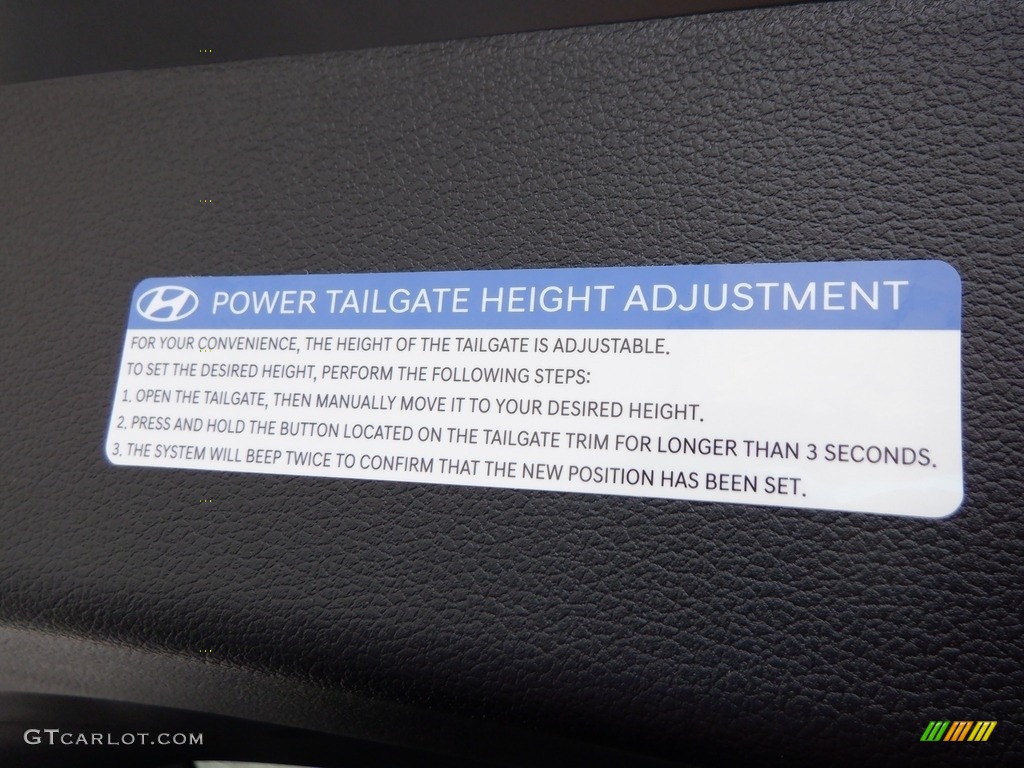 POWER TAILGATE HEIGHT ADJUSTMENT
FOR YOUR CONVENIENCE, THE HEIGHT OF THE TAILGATE IS ADJUSTABLE.
TO SET THE DESIRED HEIGHT, PERFORM THE FOLLOWING STEPS:
1. OPEN THE TAILGATE, THEN MANUALLY MOVE IT TO YOUR DESIRED HEIGHT.
2. PRESS AND HOLD THE BUTTON LOCATED ON THE TAILGATE TRIM FOR LONGER THAN 3 SECONDS.
3. THE SYSTEM WILL BEEP TWICE TO CONFIRM THAT THE NEW POSITION HAS BEEN SET.
GTCARLOT.COM